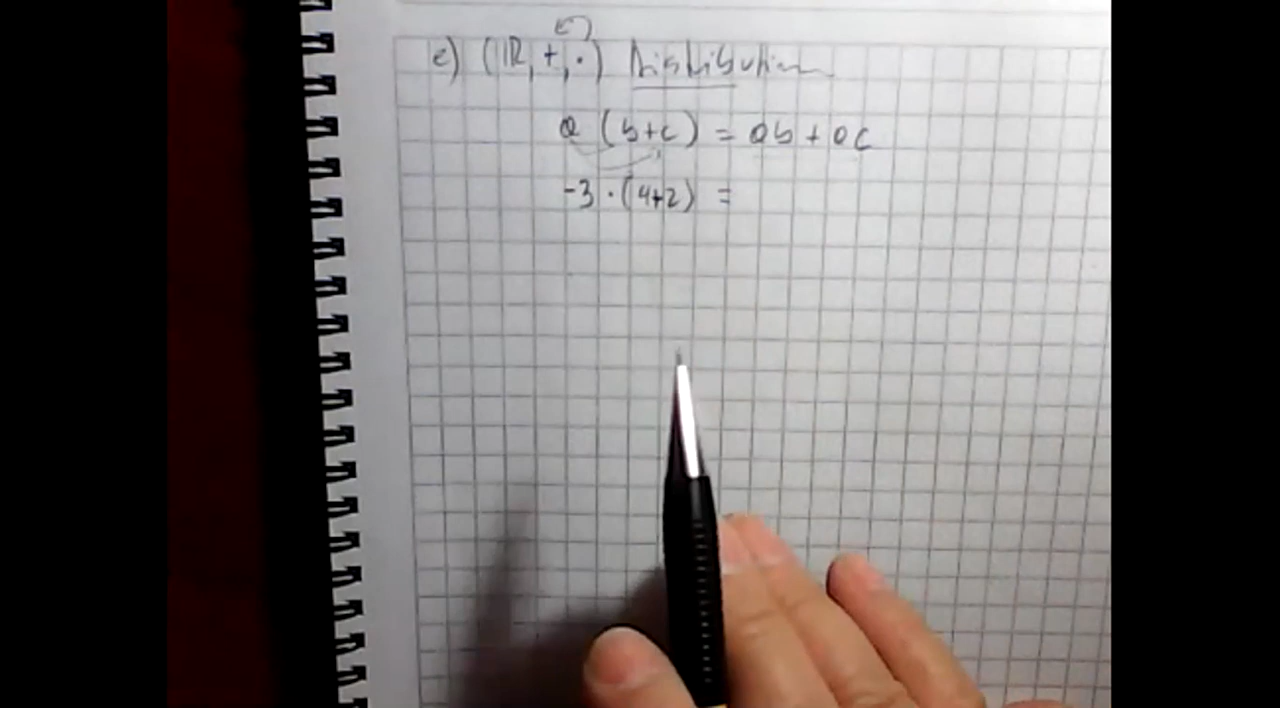 e) (ℝ, +, ·) Distributiva
a (b+c) = ab + ac
-3 · (4+2) =